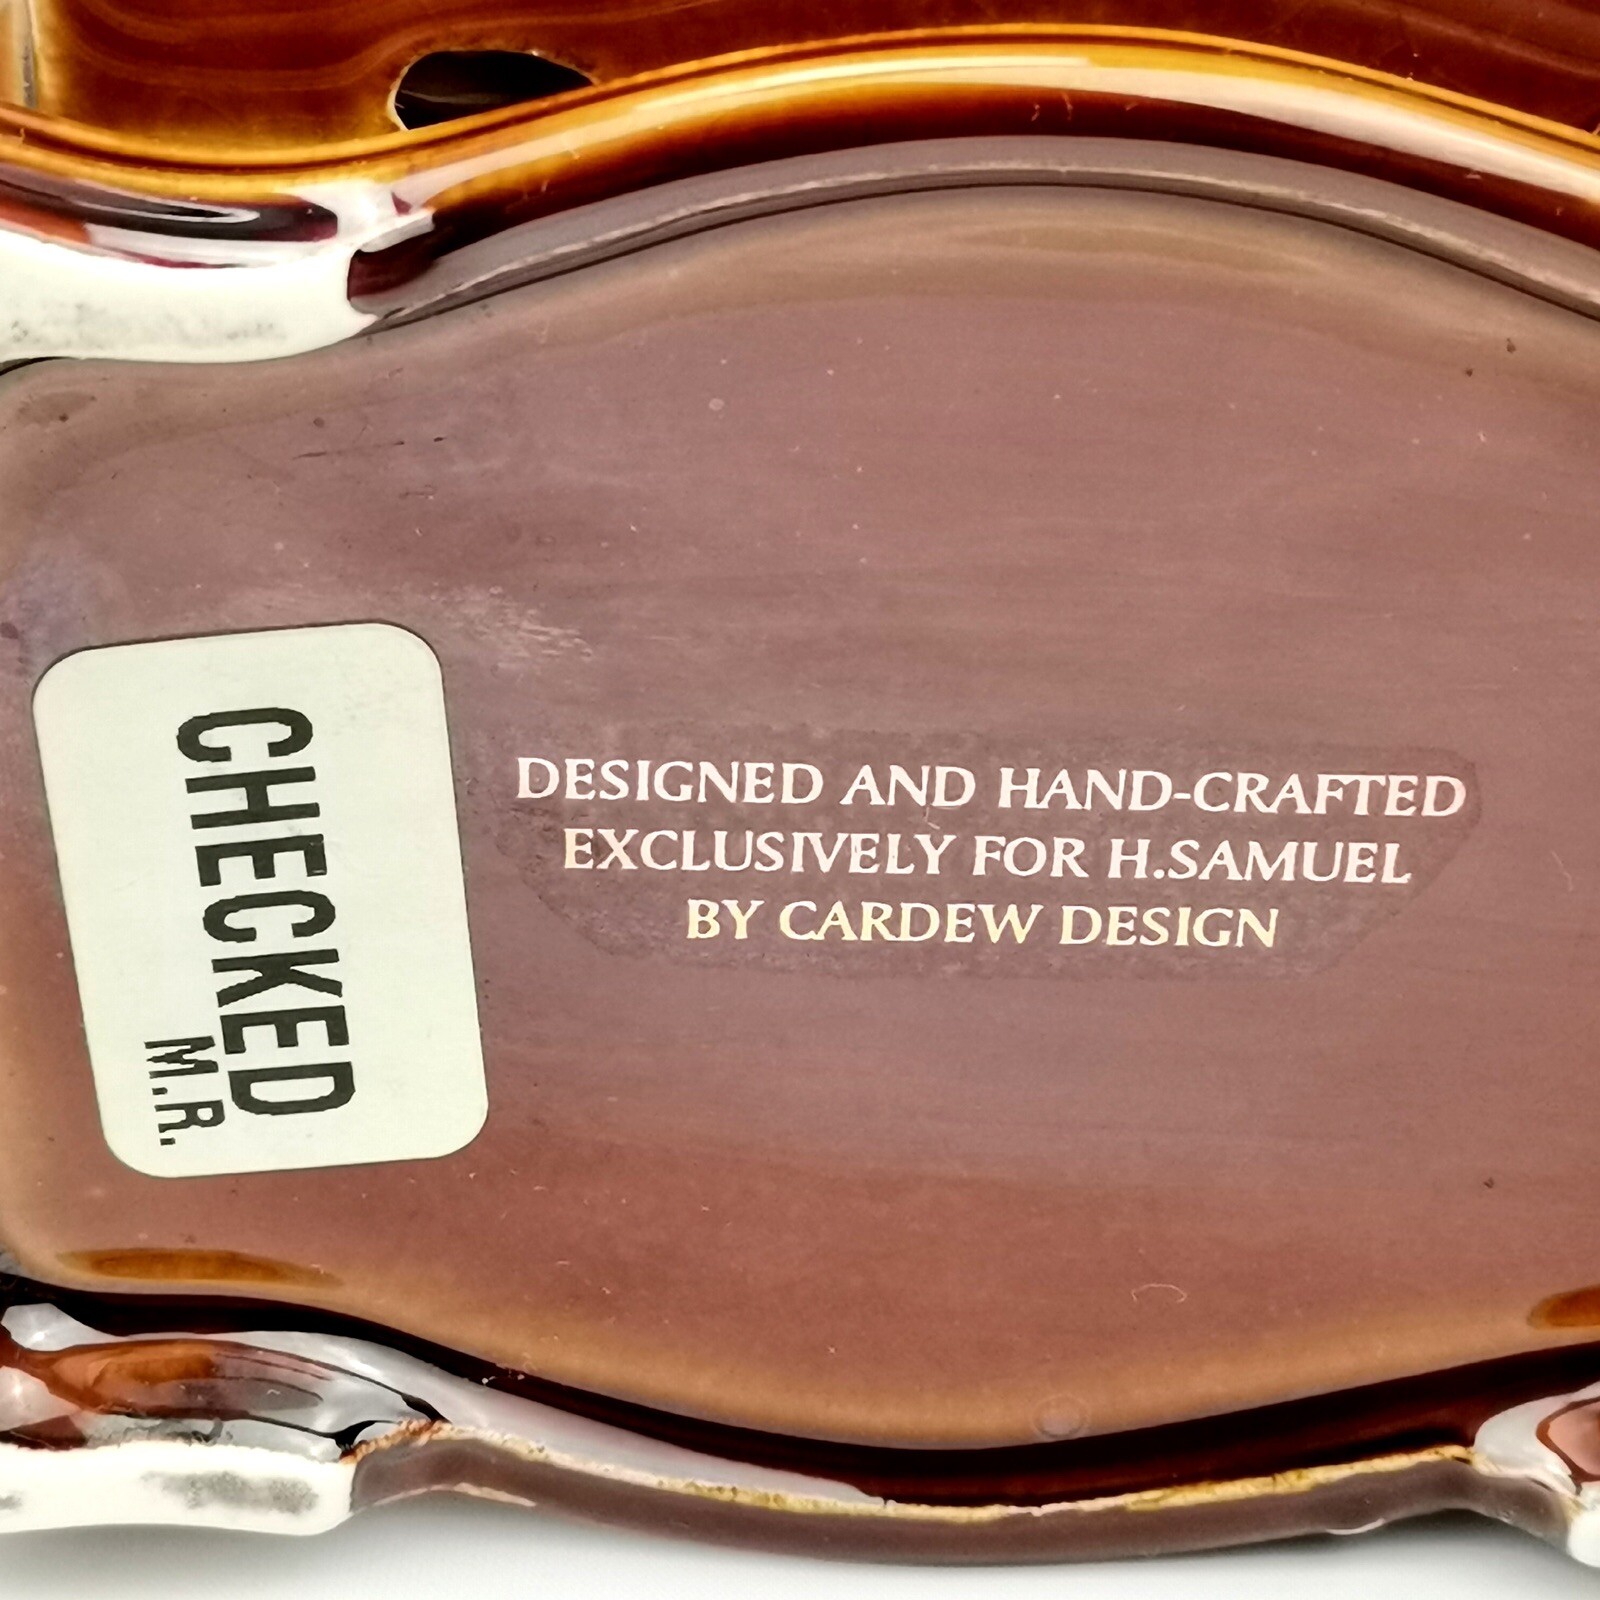 CHECKED
M.R.
DESIGNED AND HAND-CRAFTED
EXCLUSIVELY FOR H.SAMUEL
BY CARDEW DESIGN